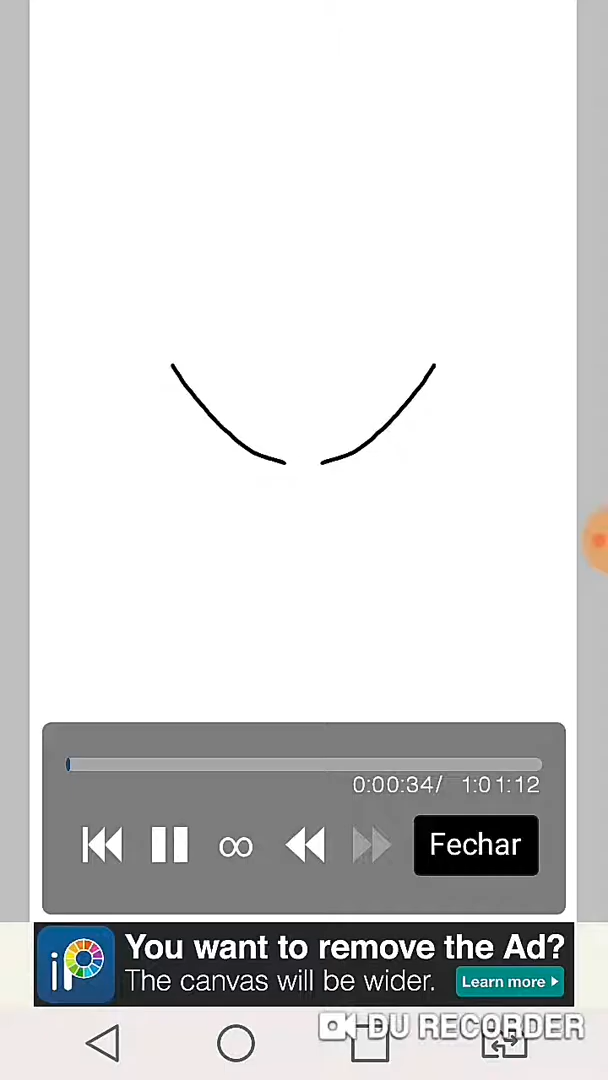 0:00:34/ 1:01:12
Fechar
iP
You want to remove the Ad?
The canvas will be wider.
Learn more
DU RECORDER